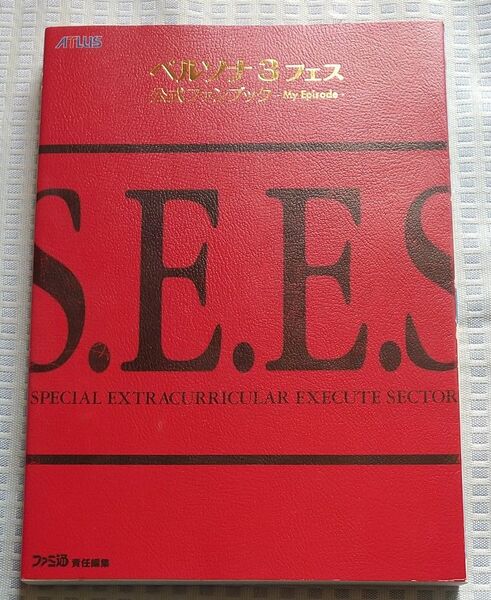 ATLUS
ペルソナ3フェス
公式ファンブック -My Episode-
S.E.E.S
SPECIAL EXTRACURRICULAR EXECUTE SECTOR
ファミ通 責任編集